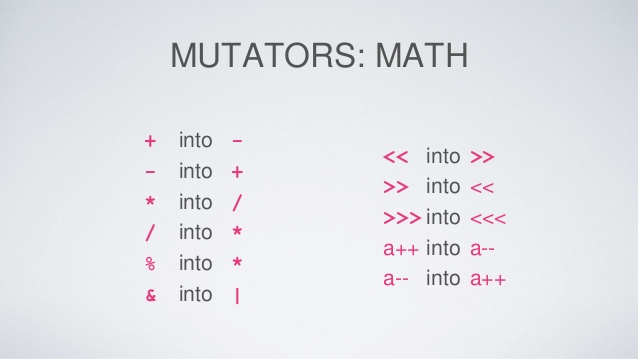 MUTATORS: MATH
+ into -
- into +
* into /
/ into *
% into *
& into |
<< into >>
>> into <<
>>> into <<<
a++ into a--
a-- into a++